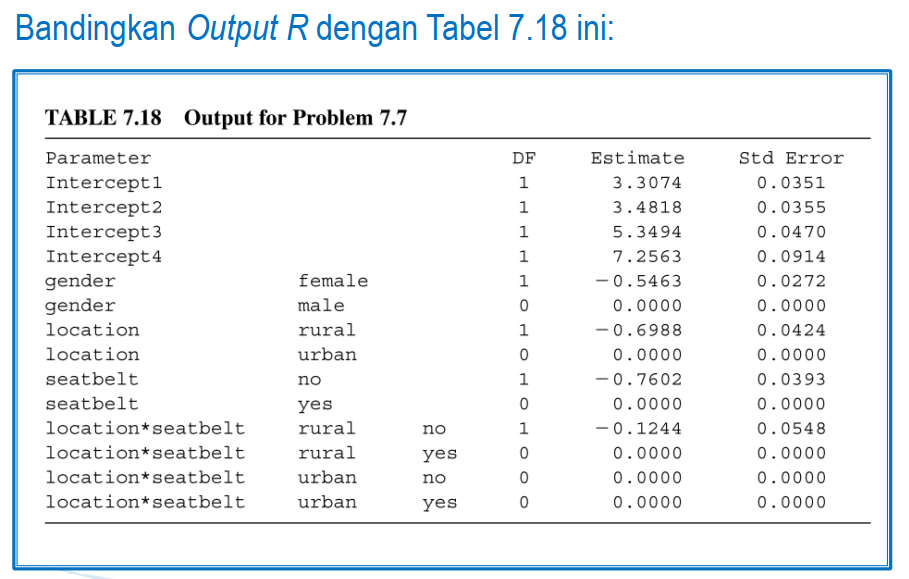 Bandingkan Output R dengan Tabel 7.18 ini:
TABLE 7.18 Output for Problem 7.7
Parameter DF Estimate Std Error
Intercept1 1 3.3074 0.0351
Intercept2 1 3.4818 0.0355
Intercept3 1 5.3494 0.0470
Intercept4 1 7.2563 0.0914
gender female 1 −0.5463 0.0272
gender male 0 0.0000 0.0000
location rural 1 −0.6988 0.0424
location urban 0 0.0000 0.0000
seatbelt no 1 −0.7602 0.0393
seatbelt yes 0 0.0000 0.0000
location*seatbelt rural no 1 −0.1244 0.0548
location*seatbelt rural yes 0 0.0000 0.0000
location*seatbelt urban no 0 0.0000 0.0000
location*seatbelt urban yes 0 0.0000 0.0000